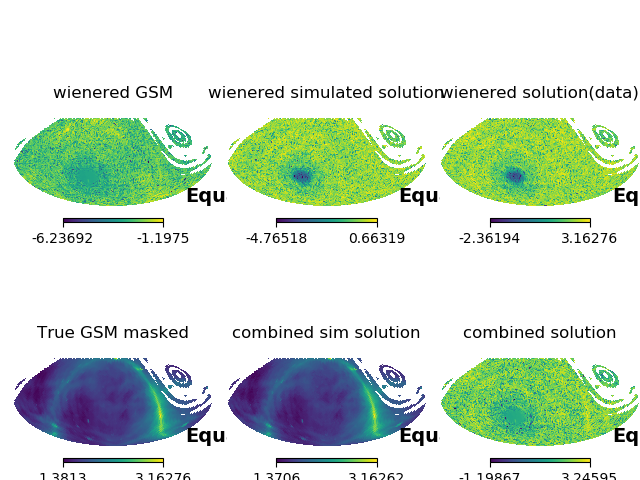 wienered GSM
wienered simulated solution
wienered solution(data)
Equ
Equ
Eq
-6.23692 -1.1975
-4.76518 0.66319
-2.36194 3.16276
True GSM masked
combined sim solution
combined solution
Equ
Equ
Eq
1.3813 3.16276
1.3706 3.16262
-1.19867 3.24595